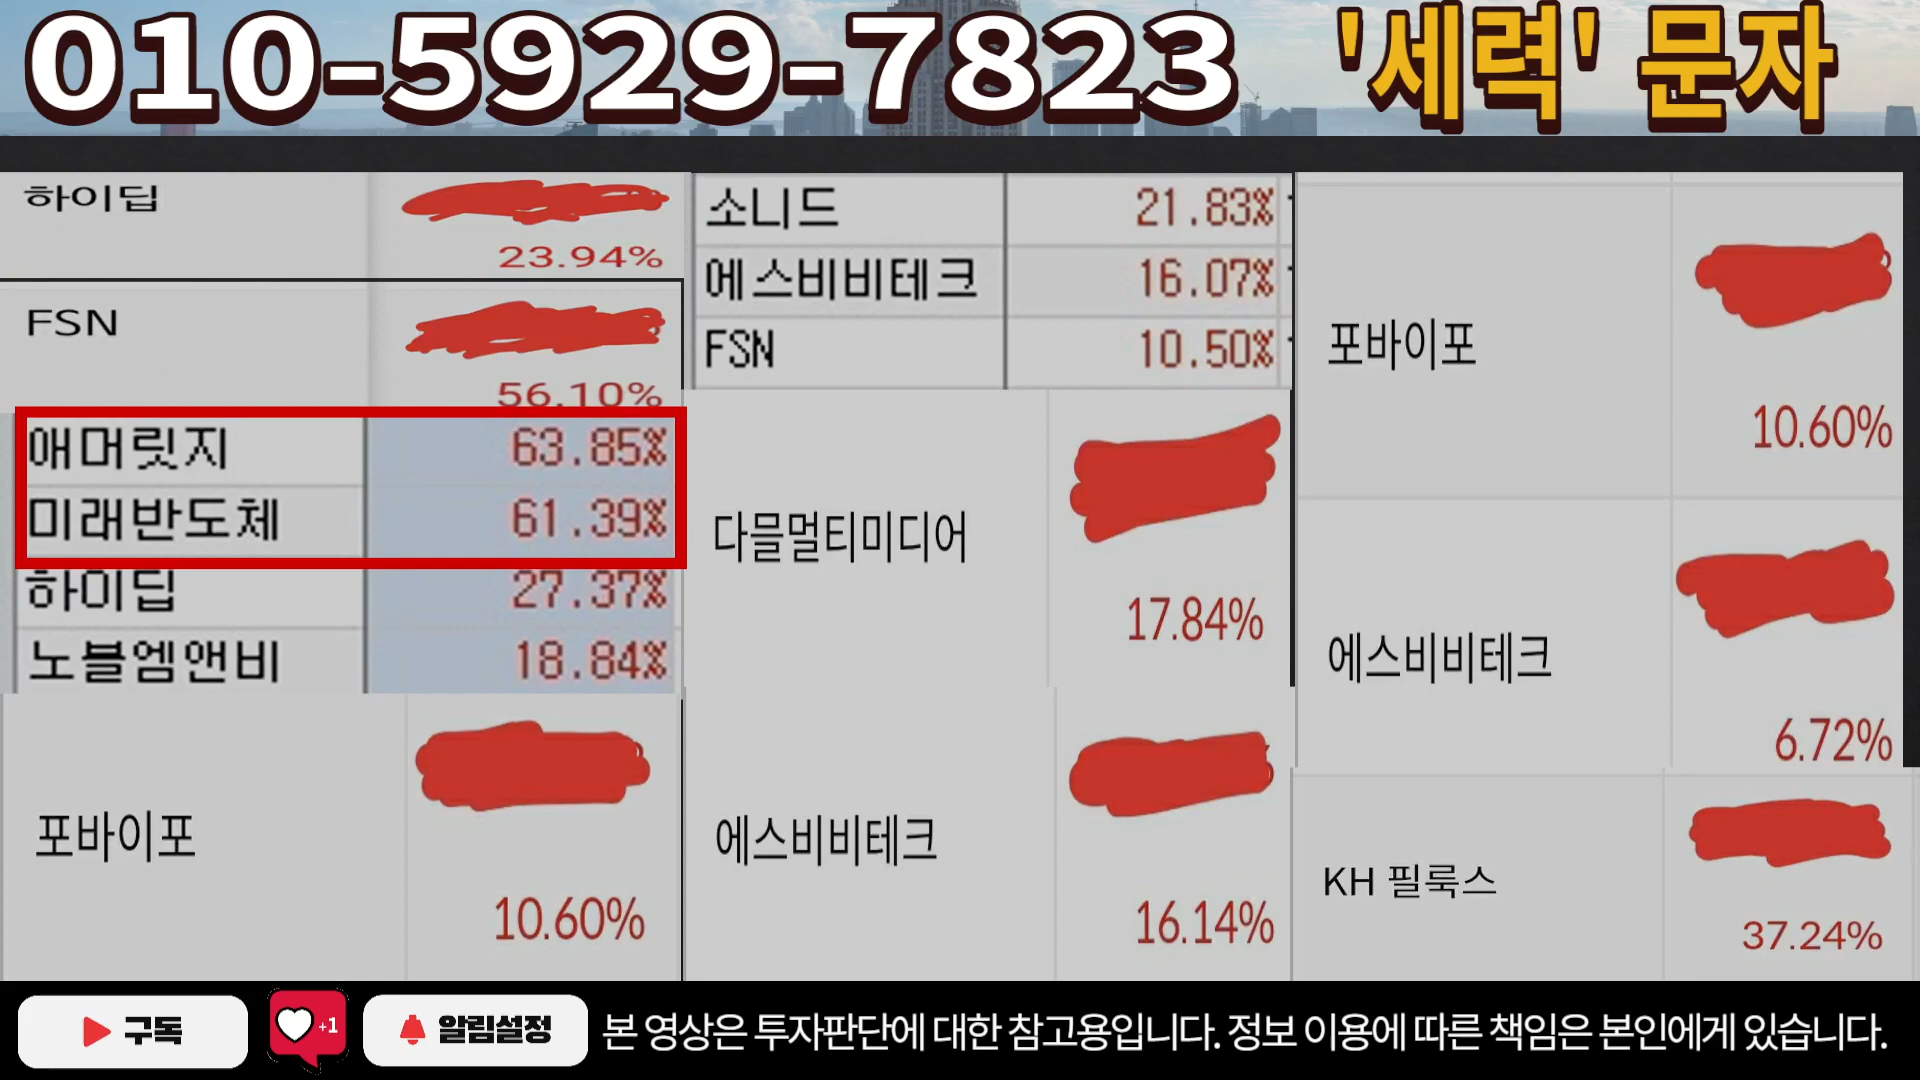 010-5929-7823 '세력' 문자
하이딥
23.94%
FSN
56.10%
애머릿지 63.85%
미래반도체 61.39%
하이딥 27.37%
노블엠앤비 18.84%
포바이포
10.60%
소니드 21.83%
에스비비테크 16.07%
FSN 10.50%
다믈멀티미디어
17.84%
에스비비테크
16.14%
포바이포
10.60%
에스비비테크
6.72%
KH 필룩스
37.24%
구독 +1 알림설정 본 영상은 투자판단에 대한 참고용입니다. 정보 이용에 따른 책임은 본인에게 있습니다.